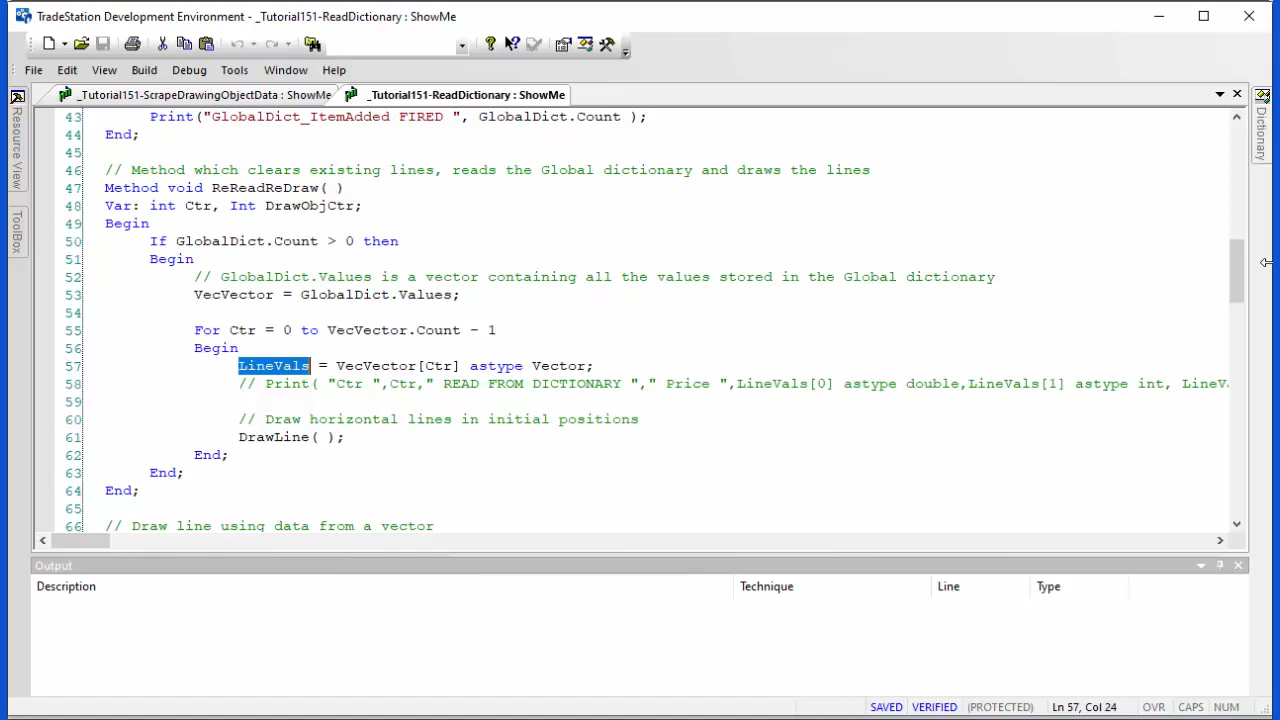 TradeStation Development Environment - _Tutorial151-ReadDictionary : ShowMe
File Edit View Build Debug Tools Window Help
_Tutorial151-ScrapeDrawingObjectData : ShowMe _Tutorial151-ReadDictionary : ShowMe
Resource View
ToolBox
Dictionary
43 Print("GlobalDict_ItemAdded FIRED ", GlobalDict.Count );
44 End;
45
46 // Method which clears existing lines, reads the Global dictionary and draws the lines
47 Method void ReReadReDraw( )
48 Var: int Ctr, Int DrawObjCtr;
49 Begin
50 If GlobalDict.Count > 0 then
51 Begin
52 // GlobalDict.Values is a vector containing all the values stored in the Global dictionary
53 VecVector = GlobalDict.Values;
54
55 For Ctr = 0 to VecVector.Count - 1
56 Begin
57 LineVals = VecVector[Ctr] astype Vector;
58 // Print( "Ctr ",Ctr," READ FROM DICTIONARY "," Price ",LineVals[0] astype double,LineVals[1] astype int, LineVa
59
60 // Draw horizontal lines in initial positions
61 DrawLine( );
62 End;
63 End;
64 End;
65
66 // Draw line using data from a vector
Output
Description Technique Line Type
SAVED VERIFIED (PROTECTED) Ln 57, Col 24 OVR CAPS NUM